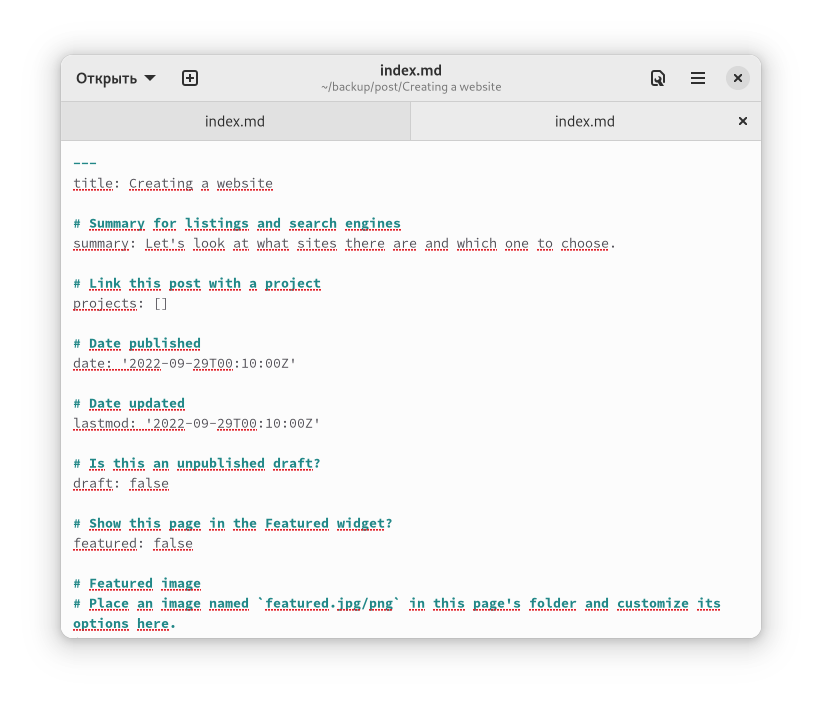 Открыть
index.md
~/backup/post/Creating a website
index.md
index.md
---
title: Creating a website
# Summary for listings and search engines
summary: Let's look at what sites there are and which one to choose.
# Link this post with a project
projects: []
# Date published
date: '2022-09-29T00:10:00Z'
# Date updated
lastmod: '2022-09-29T00:10:00Z'
# Is this an unpublished draft?
draft: false
# Show this page in the Featured widget?
featured: false
# Featured image
# Place an image named `featured.jpg/png` in this page's folder and customize its
options here.